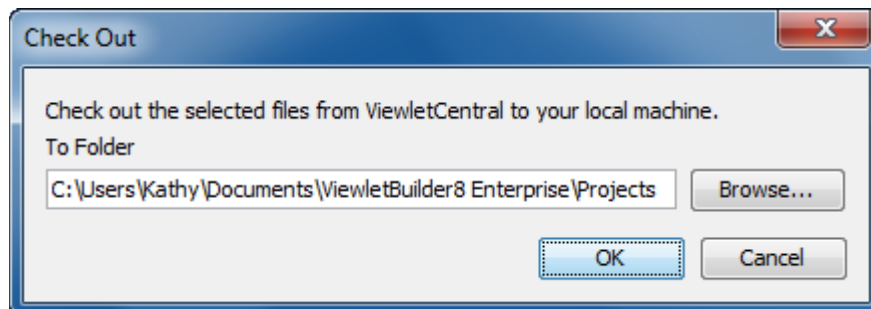 Check Out
Check out the selected files from ViewletCentral to your local machine.
To Folder
C:\Users\Kathy\Documents\ViewletBuilder8 Enterprise\Projects
Browse...
OK
Cancel